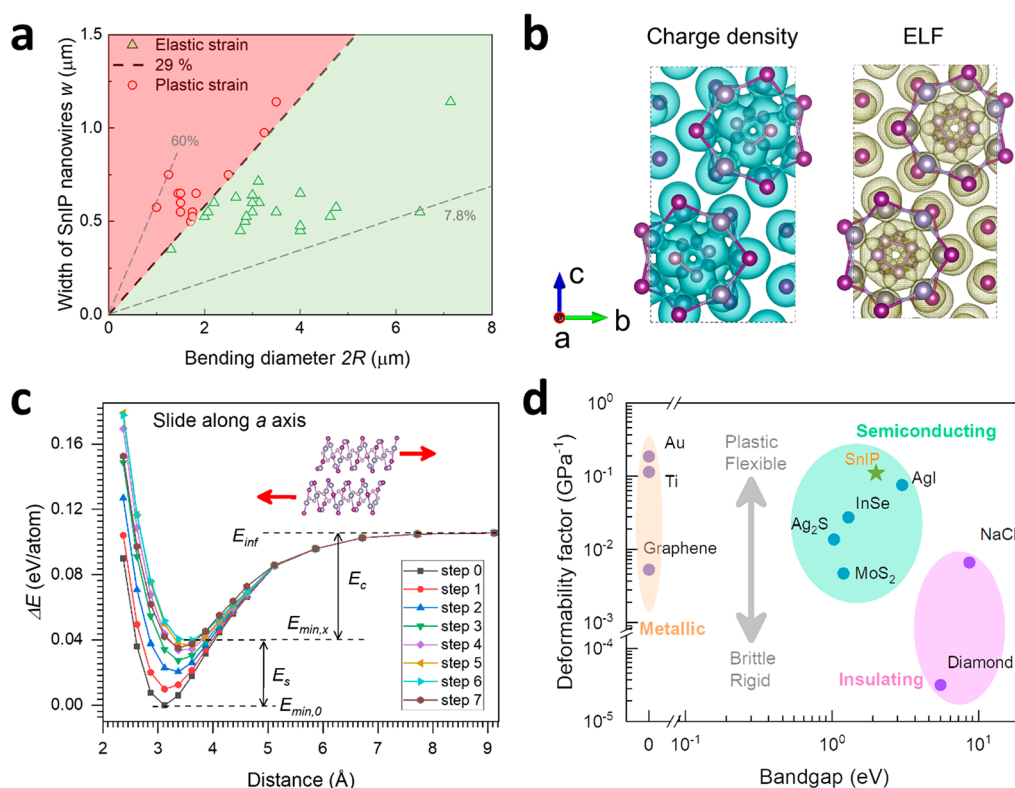 a
Elastic strain
29 %
Plastic strain
60%
7.8%
1.5
1.0
0.5
0.0
0
2
4
6
8
Width of SnIP nanowires w (μm)
Bending diameter 2R (μm)
b
Charge density
ELF
c
b
a
c
Slide along a axis
0.16
0.12
0.08
0.04
0.00
ΔE (eV/atom)
E_inf
E_c
E_min,x
E_s
E_min,0
step 0
step 1
step 2
step 3
step 4
step 5
step 6
step 7
2
3
4
5
6
7
8
9
Distance (Å)
d
10⁰
10⁻¹
10⁻²
10⁻³
10⁻⁴
10⁻⁵
Deformability factor (GPa⁻¹)
Au
Ti
Graphene
Metallic
Plastic
Flexible
Brittle
Rigid
Semiconducting
SnIP
AgI
InSe
Ag₂S
MoS₂
NaCl
Diamond
Insulating
0
10⁻¹
10⁰
10¹
Bandgap (eV)